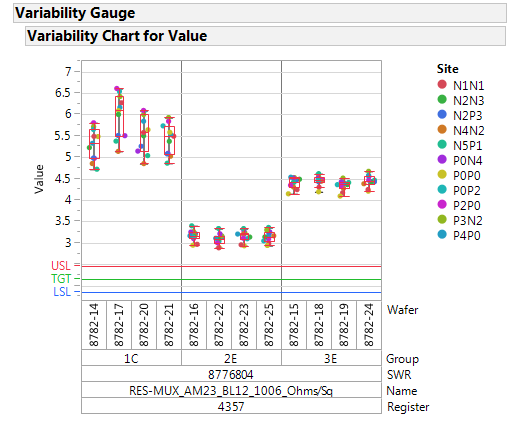 Variability Gauge
Variability Chart for Value
Value
7
6.5
6
5.5
5
4.5
4
3.5
3
USL
TGT
LSL
8782-14
8782-17
8782-20
8782-21
8782-16
8782-22
8782-23
8782-25
8782-15
8782-18
8782-19
8782-24
Wafer
1C 2E 3E Group
8776804 SWR
RES-MUX_AM23_BL12_1006_Ohms/Sq Name
4357 Register
Site
N1N1
N2N3
N2P3
N4N2
N5P1
P0N4
P0P0
P0P2
P2P0
P3N2
P4P0